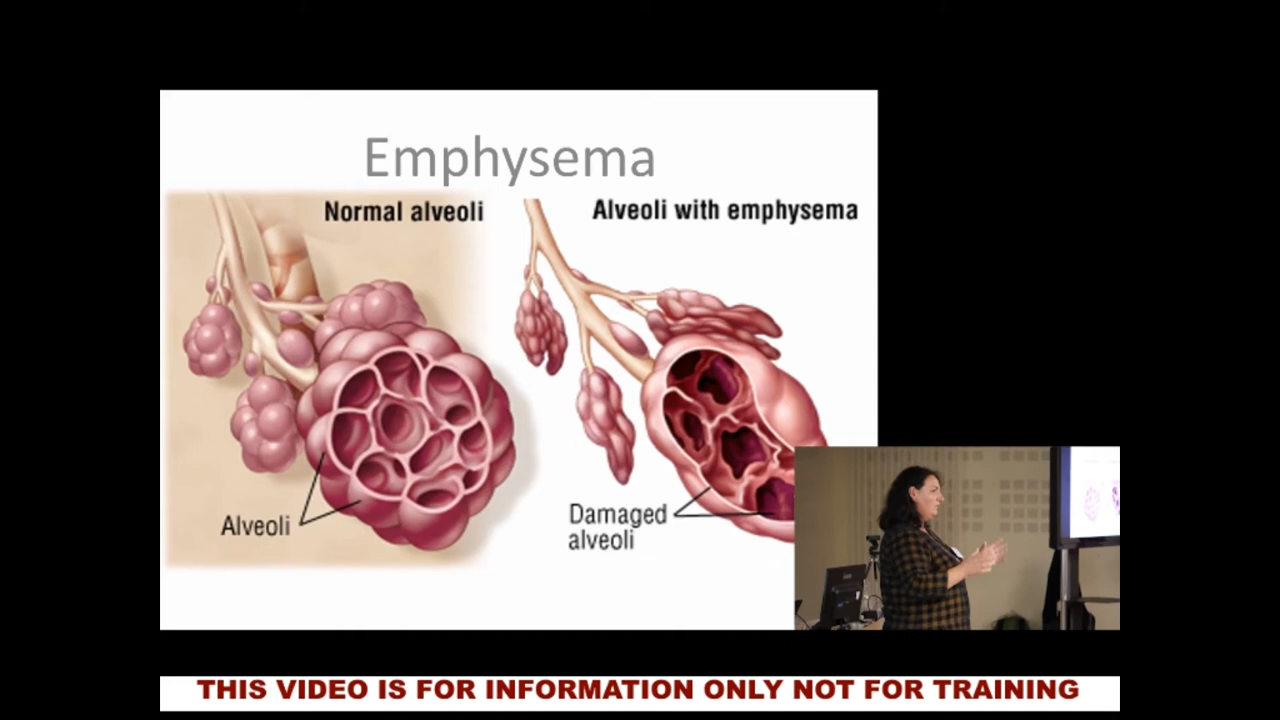 Emphysema
Normal alveoli
Alveoli with emphysema
Alveoli
Damaged
alveoli
THIS VIDEO IS FOR INFORMATION ONLY NOT FOR TRAINING